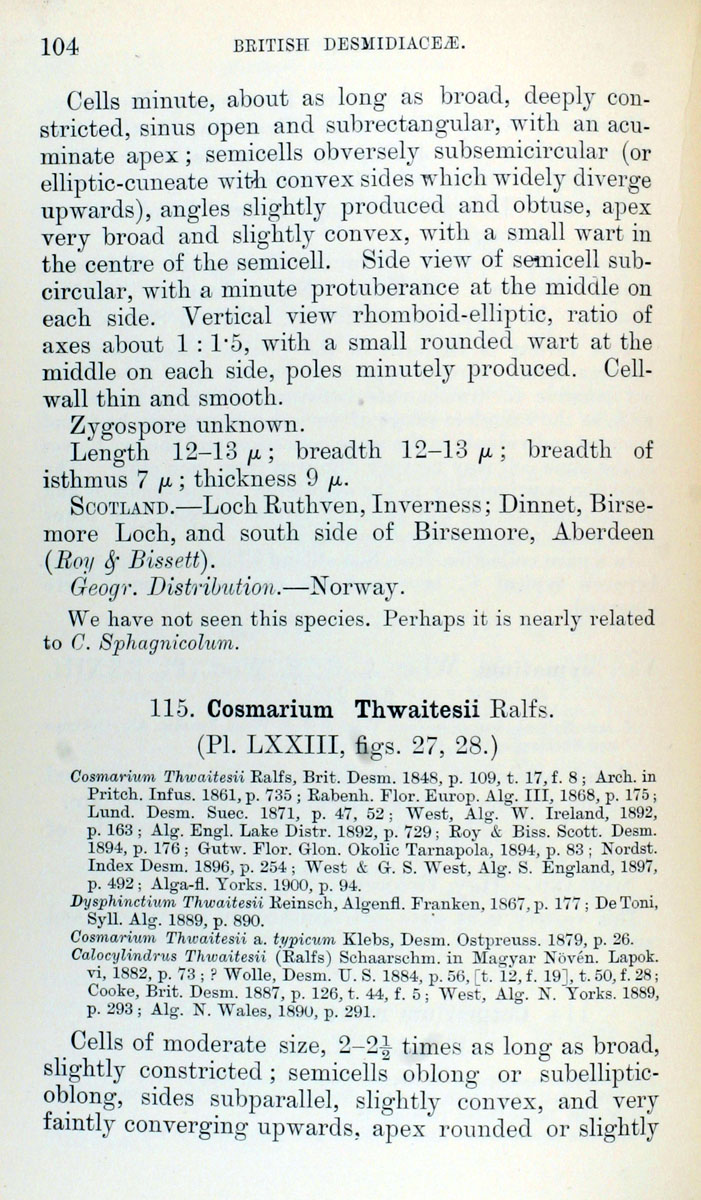 104
BRITISH DESMIDIACEÆ.
Cells minute, about as long as broad, deeply con-
stricted, sinus open and subrectangular, with an acu-
minate apex ; semicells obversely subsemicircular (or
elliptic-cuneate with convex sides which widely diverge
upwards), angles slightly produced and obtuse, apex
very broad and slightly convex, with a small wart in
the centre of the semicell. Side view of semicell sub-
circular, with a minute protuberance at the middle on
each side. Vertical view rhomboid-elliptic, ratio of
axes about 1 : 1·5, with a small rounded wart at the
middle on each side, poles minutely produced. Cell-
wall thin and smooth.
Zygospore unknown.
Length 12–13 μ ; breadth 12–13 μ ; breadth of
isthmus 7 μ ; thickness 9 μ.
SCOTLAND.—Loch Ruthven, Inverness ; Dinnet, Birse-
more Loch, and south side of Birsemore, Aberdeen
(Roy & Bissett).
Geogr. Distribution.—Norway.
We have not seen this species. Perhaps it is nearly related
to C. Sphagnicolum.
115. Cosmarium Thwaitesii Ralfs.
(Pl. LXXIII, figs. 27, 28.)
Cosmarium Thwaitesii Ralfs, Brit. Desm. 1848, p. 109, t. 17, f. 8 ; Arch. in
Pritch. Infus. 1861, p. 735 ; Rabenh. Flor. Europ. Alg. III, 1868, p. 175 ;
Lund. Desm. Suec. 1871, p. 47, 52 ; West, Alg. W. Ireland, 1892,
p. 163 ; Alg. Engl. Lake Distr. 1892, p. 729 ; Roy & Biss. Scott. Desm.
1894, p. 176 ; Gutw. Flor. Glon. Okolic Tarnapola, 1894, p. 83 ; Nordst.
Index Desm. 1896, p. 254 ; West & G. S. West, Alg. S. England, 1897,
p. 492 ; Alga-fl. Yorks. 1900, p. 94.
Dysphinctium Thwaitesii Reinsch, Algenfl. Franken, 1867, p. 177 ; De Toni,
Syll. Alg. 1889, p. 890.
Cosmarium Thwaitesii a. typicum Klebs, Desm. Ostpreuss. 1879, p. 26.
Calocylindrus Thwaitesii (Ralfs) Schaarschm. in Magyar Növén. Lapok.
vi, 1882, p. 73 ; ? Wolle, Desm. U. S. 1884, p. 56, [t. 12, f. 19], t. 50, f. 28 ;
Cooke, Brit. Desm. 1887, p. 126, t. 44, f. 5 ; West, Alg. N. Yorks. 1889,
p. 293 ; Alg. N. Wales, 1890, p. 291.
Cells of moderate size, 2–2½ times as long as broad,
slightly constricted ; semicells oblong or subelliptic-
oblong, sides subparallel, slightly convex, and very
faintly converging upwards, apex rounded or slightly